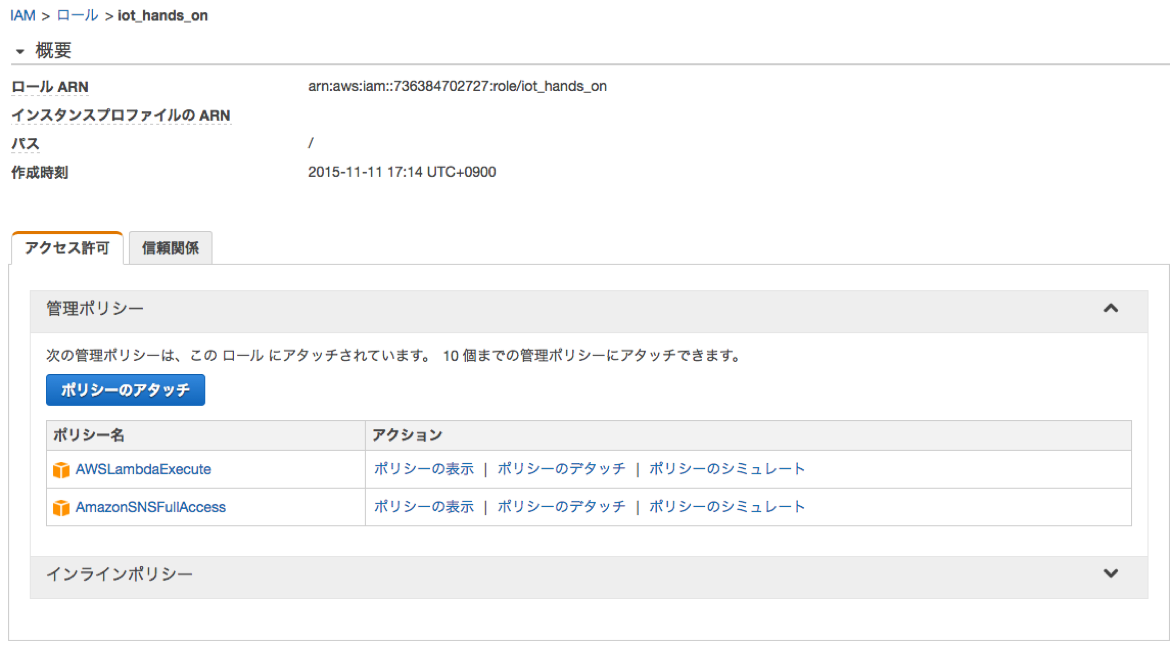 IAM > ロール > iot_hands_on
概要
ロール ARN arn:aws:iam::736384702727:role/iot_hands_on
インスタンスプロファイルの ARN
パス /
作成時刻 2015-11-11 17:14 UTC+0900
アクセス許可 信頼関係
管理ポリシー
次の管理ポリシーは、この ロール にアタッチされています。 10 個までの管理ポリシーにアタッチできます。
ポリシーのアタッチ
ポリシー名 アクション
AWSLambdaExecute ポリシーの表示 | ポリシーのデタッチ | ポリシーのシミュレート
AmazonSNSFullAccess ポリシーの表示 | ポリシーのデタッチ | ポリシーのシミュレート
インラインポリシー